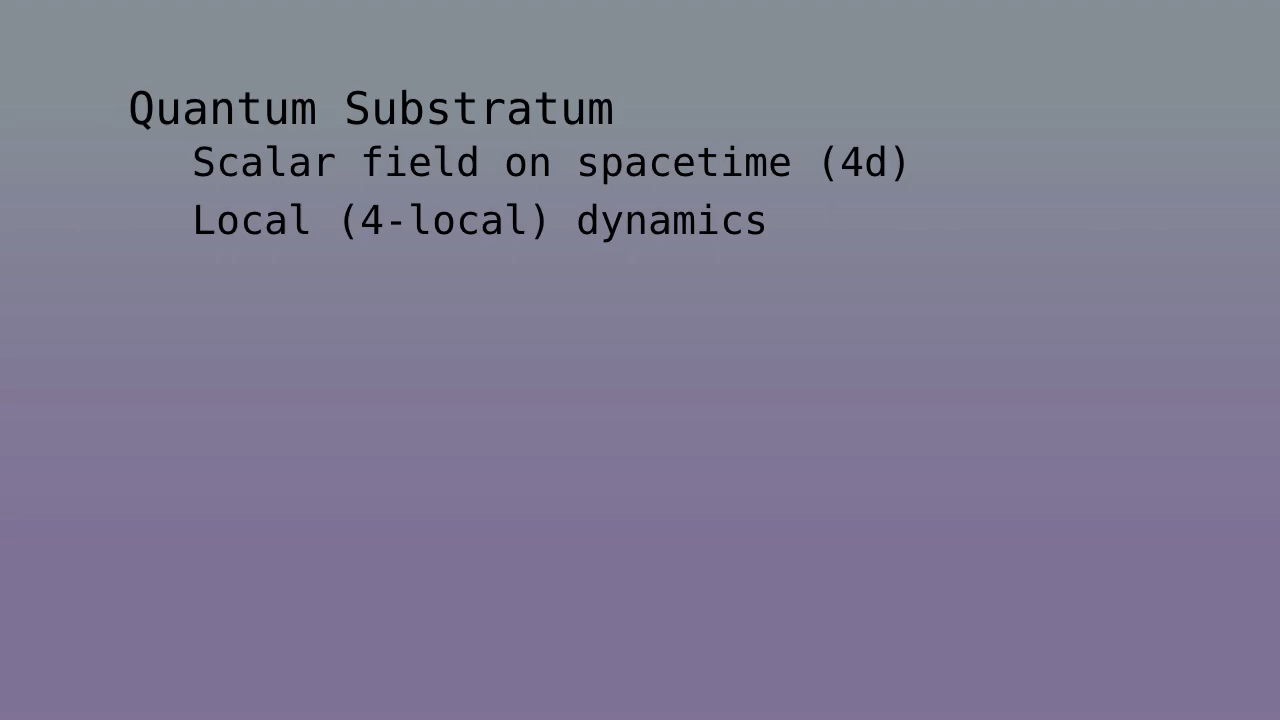 Quantum Substratum
Scalar field on spacetime (4d)
Local (4-local) dynamics